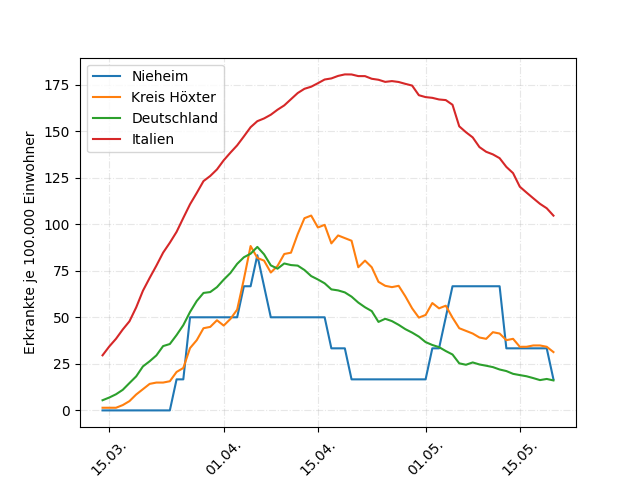 Nieheim
Kreis Höxter
Deutschland
Italien
Erkrankte je 100.000 Einwohner
175
150
125
100
75
50
25
0
15.03.
01.04.
15.04.
01.05.
15.05.